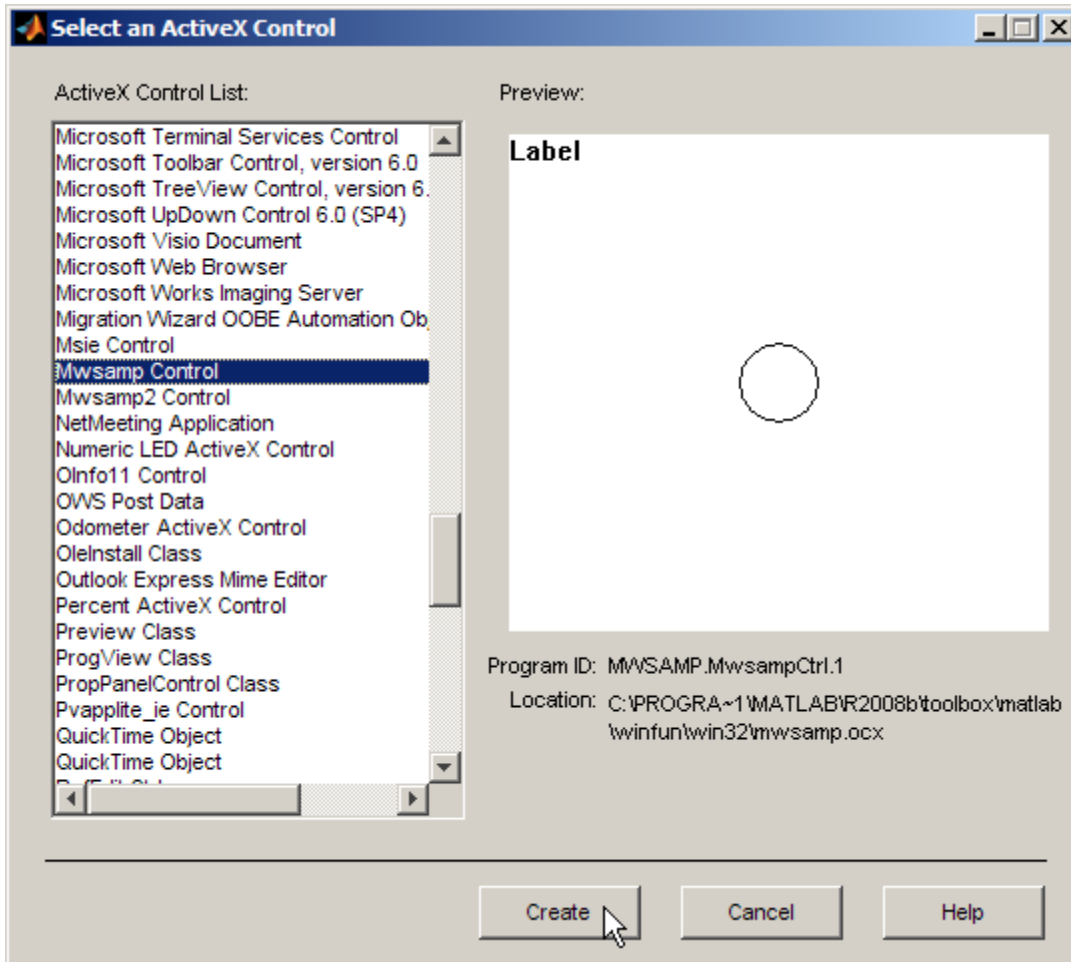 Select an ActiveX Control
ActiveX Control List:
Microsoft Terminal Services Control
Microsoft Toolbar Control, version 6.0
Microsoft TreeView Control, version 6.
Microsoft UpDown Control 6.0 (SP4)
Microsoft Visio Document
Microsoft Web Browser
Microsoft Works Imaging Server
Migration Wizard OOBE Automation Obj
Msie Control
Mwsamp Control
Mwsamp2 Control
NetMeeting Application
Numeric LED ActiveX Control
OInfo11 Control
OWS Post Data
Odometer ActiveX Control
OleInstall Class
Outlook Express Mime Editor
Percent ActiveX Control
Preview Class
ProgView Class
PropPanelControl Class
Pvapplite_ie Control
QuickTime Object
QuickTime Object
Preview:
Label
Program ID: MWSAMP.MwsampCtrl.1
Location: C:\PROGRA~1\MATLAB\R2008b\toolbox\matlab
\winfun\win32\mwsamp.ocx
Create
Cancel
Help